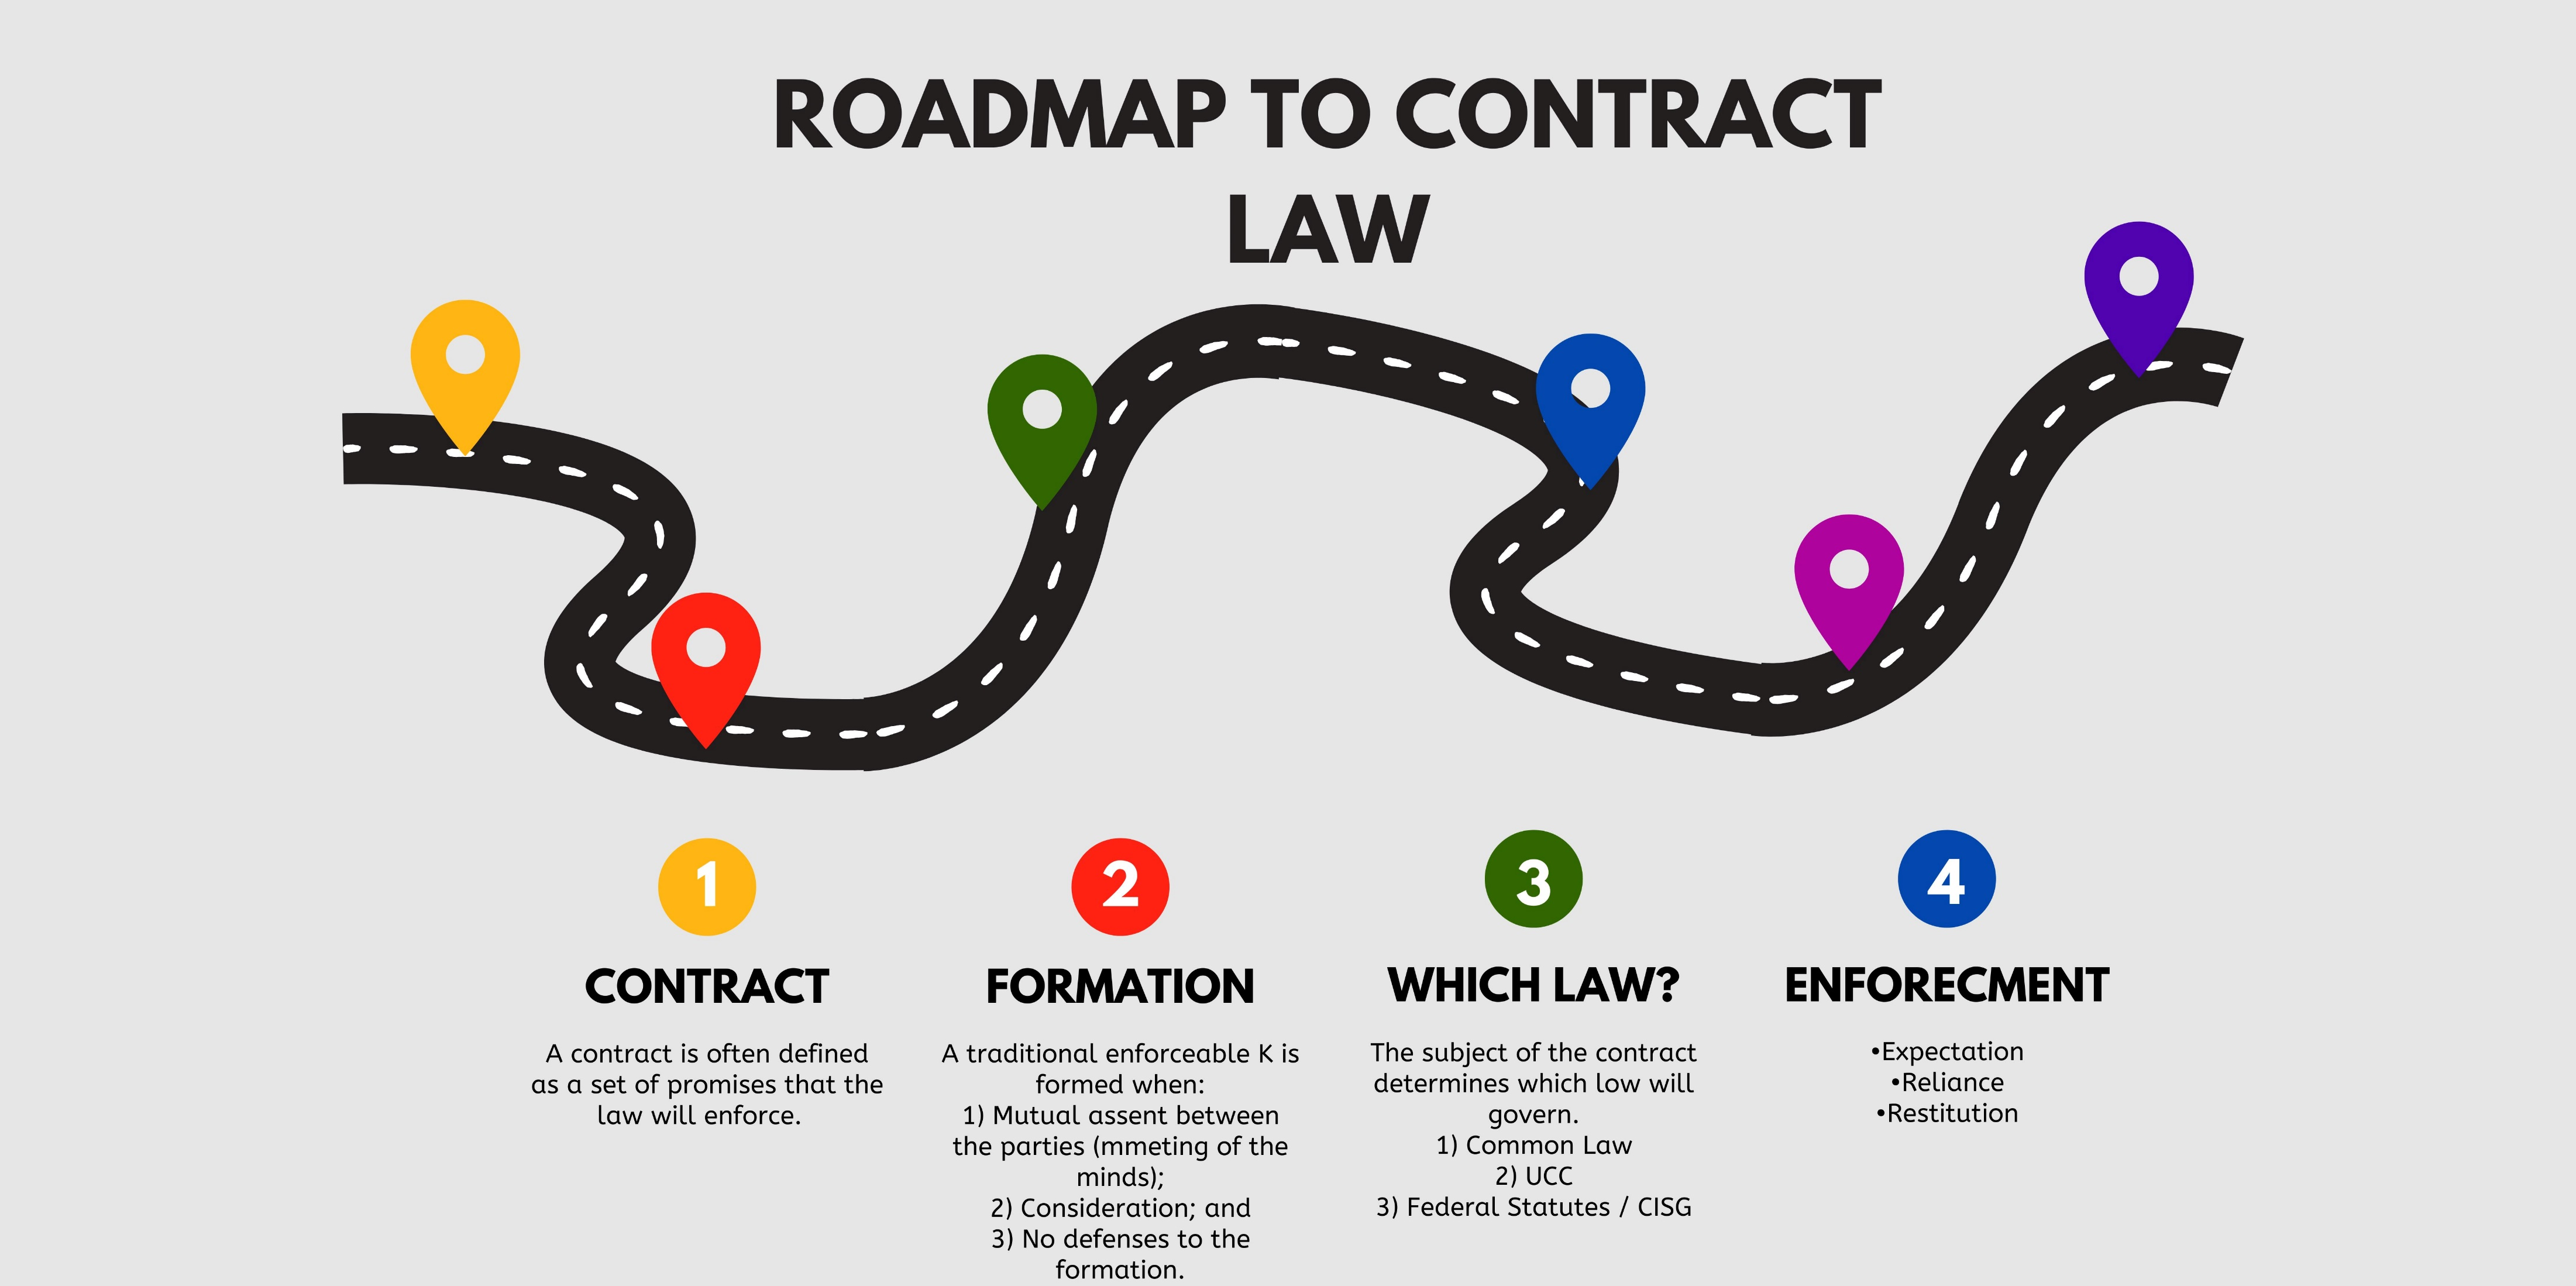 ROADMAP TO CONTRACT
LAW
1
CONTRACT
A contract is often defined
as a set of promises that the
law will enforce.
2
FORMATION
A traditional enforceable K is
formed when:
1) Mutual assent between
the parties (mmeting of the
minds);
2) Consideration; and
3) No defenses to the
formation.
3
WHICH LAW?
The subject of the contract
determines which low will
govern.
1) Common Law
2) UCC
3) Federal Statutes / CISG
4
ENFORECMENT
•Expectation
•Reliance
•Restitution